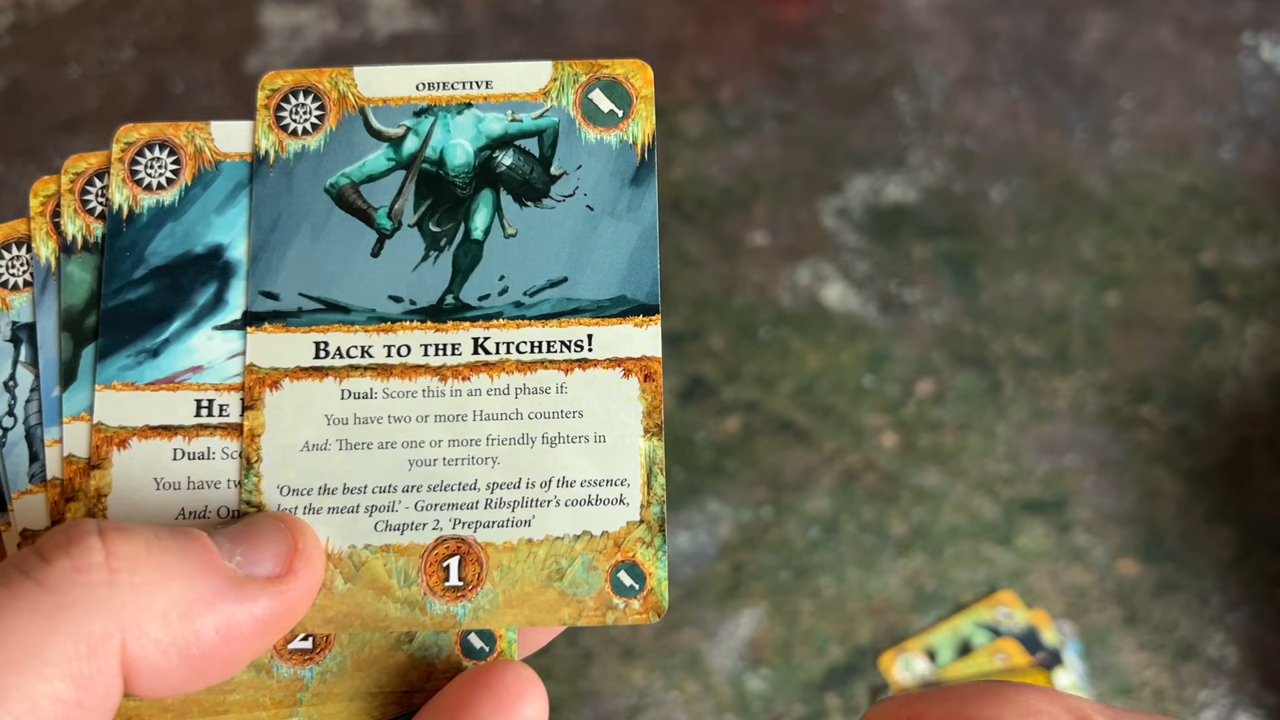 OBJECTIVE
BACK TO THE KITCHENS!
Dual: Score this in an end phase if:
You have two or more Haunch counters
And: There are one or more friendly fighters in
your territory.
'Once the best cuts are selected, speed is of the essence,
lest the meat spoil.' - Goremeat Ribsplitter's cookbook,
Chapter 2, 'Preparation'
1
HE
Dual:
You have
And:
2